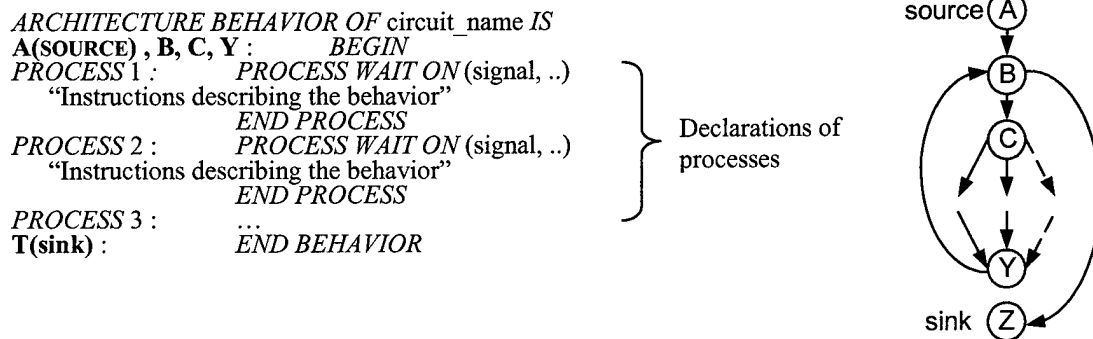 ARCHITECTURE BEHAVIOR OF circuit_name IS
A(SOURCE) , B, C, Y : BEGIN
PROCESS 1 : PROCESS WAIT ON (signal, ..)
“Instructions describing the behavior”
END PROCESS
PROCESS 2 : PROCESS WAIT ON (signal, ..)
“Instructions describing the behavior”
END PROCESS
PROCESS 3 : ...
T(sink) : END BEHAVIOR
Declarations of
processes
source A
B
C
Y
sink Z